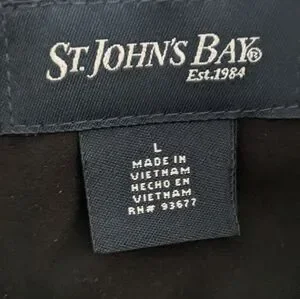 ST. JOHN'S BAY®
Est.1984
L
MADE IN
VIETNAM
HECHO EN
VIETNAM
RN# 93677